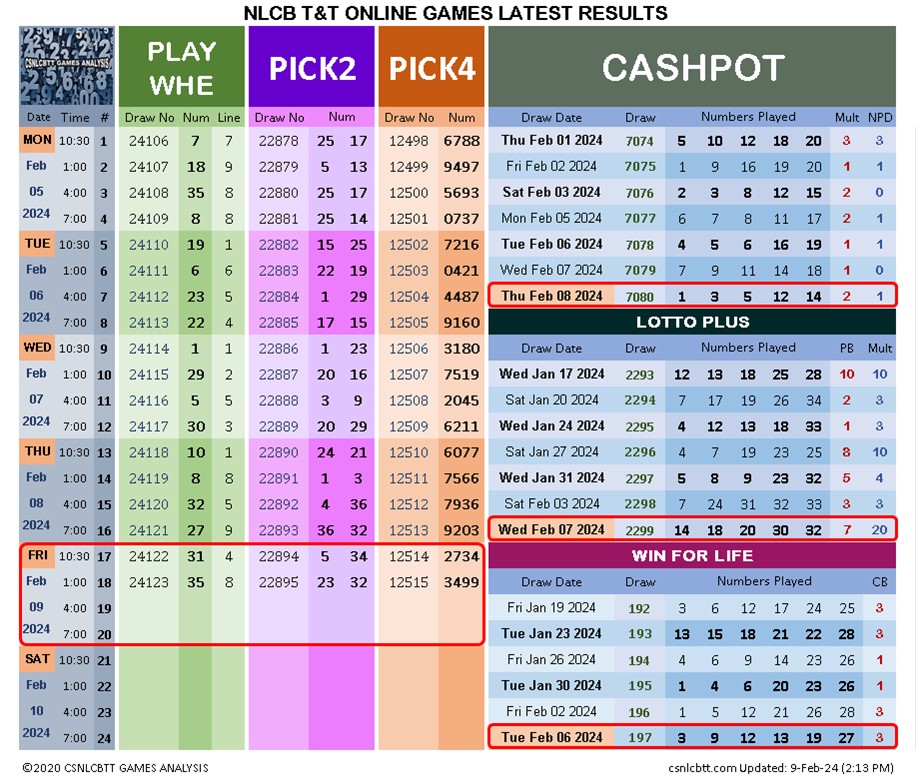 NLCB T&T ONLINE GAMES LATEST RESULTS
CSNLCBTT GAMES ANALYSIS
PLAY WHE
PICK2
PICK4
CASHPOT
Date Time # Draw No Num Line Draw No Num Draw No Num
MON 10:30 1 24106 7 7 22878 25 17 12498 6788
Feb 1:00 2 24107 18 9 22879 5 13 12499 9497
05 4:00 3 24108 35 8 22880 25 17 12500 5693
2024 7:00 4 24109 8 8 22881 25 14 12501 0737
TUE 10:30 5 24110 19 1 22882 15 25 12502 7216
Feb 1:00 6 24111 6 6 22883 22 19 12503 0421
06 4:00 7 24112 23 5 22884 1 29 12504 4487
2024 7:00 8 24113 22 4 22885 17 15 12505 9160
WED 10:30 9 24114 1 1 22886 1 23 12506 3180
Feb 1:00 10 24115 29 2 22887 20 16 12507 7519
07 4:00 11 24116 5 5 22888 3 9 12508 2045
2024 7:00 12 24117 30 3 22889 20 29 12509 6211
THU 10:30 13 24118 10 1 22890 24 21 12510 6077
Feb 1:00 14 24119 8 8 22891 1 3 12511 7566
08 4:00 15 24120 32 5 22892 4 36 12512 7936
2024 7:00 16 24121 27 9 22893 36 32 12513 9203
FRI 10:30 17 24122 31 4 22894 5 34 12514 2734
Feb 1:00 18 24123 35 8 22895 23 32 12515 3499
09 4:00 19
2024 7:00 20
SAT 10:30 21
Feb 1:00 22
10 4:00 23
2024 7:00 24
Draw Date Draw Numbers Played Mult NPD
Thu Feb 01 2024 7074 5 10 12 18 20 3 3
Fri Feb 02 2024 7075 1 9 16 19 20 1 1
Sat Feb 03 2024 7076 2 3 8 12 15 2 0
Mon Feb 05 2024 7077 6 7 8 11 17 2 1
Tue Feb 06 2024 7078 4 5 6 16 19 1 1
Wed Feb 07 2024 7079 7 9 11 14 18 1 0
Thu Feb 08 2024 7080 1 3 5 12 14 2 1
LOTTO PLUS
Draw Date Draw Numbers Played PB Mult
Wed Jan 17 2024 2293 12 13 18 25 28 10 10
Sat Jan 20 2024 2294 7 17 19 26 34 2 3
Wed Jan 24 2024 2295 4 12 13 18 33 1 3
Sat Jan 27 2024 2296 4 7 19 23 25 8 10
Wed Jan 31 2024 2297 5 8 9 23 32 5 4
Sat Feb 03 2024 2298 7 24 31 32 33 3 3
Wed Feb 07 2024 2299 14 18 20 30 32 7 20
WIN FOR LIFE
Draw Date Draw Numbers Played CB
Fri Jan 19 2024 192 3 6 12 17 24 25 3
Tue Jan 23 2024 193 13 15 18 21 22 28 3
Fri Jan 26 2024 194 4 6 9 14 23 26 1
Tue Jan 30 2024 195 1 4 6 20 23 26 1
Fri Feb 02 2024 196 1 5 12 21 26 28 3
Tue Feb 06 2024 197 3 9 12 13 19 27 3
©2020 CSNLCBTT GAMES ANALYSIS
csnlcbtt.com Updated: 9-Feb-24 (2:13 PM)